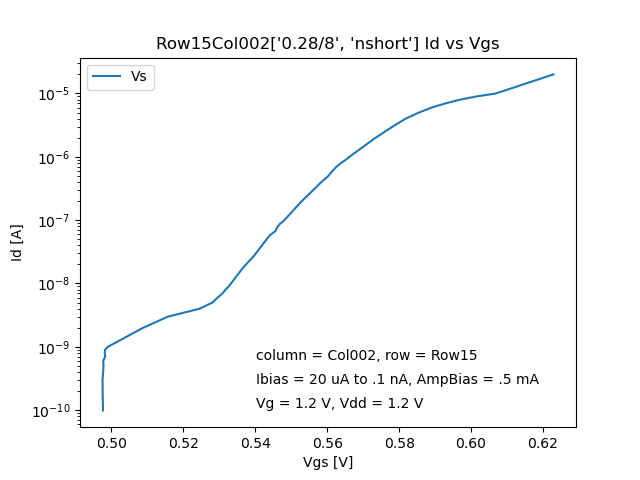 Row15Col002['0.28/8', 'nshort'] Id vs Vgs
Vs
10⁻⁵
10⁻⁶
10⁻⁷
10⁻⁸
10⁻⁹
10⁻¹⁰
Id [A]
column = Col002, row = Row15
Ibias = 20 uA to .1 nA, AmpBias = .5 mA
Vg = 1.2 V, Vdd = 1.2 V
0.50 0.52 0.54 0.56 0.58 0.60 0.62
Vgs [V]